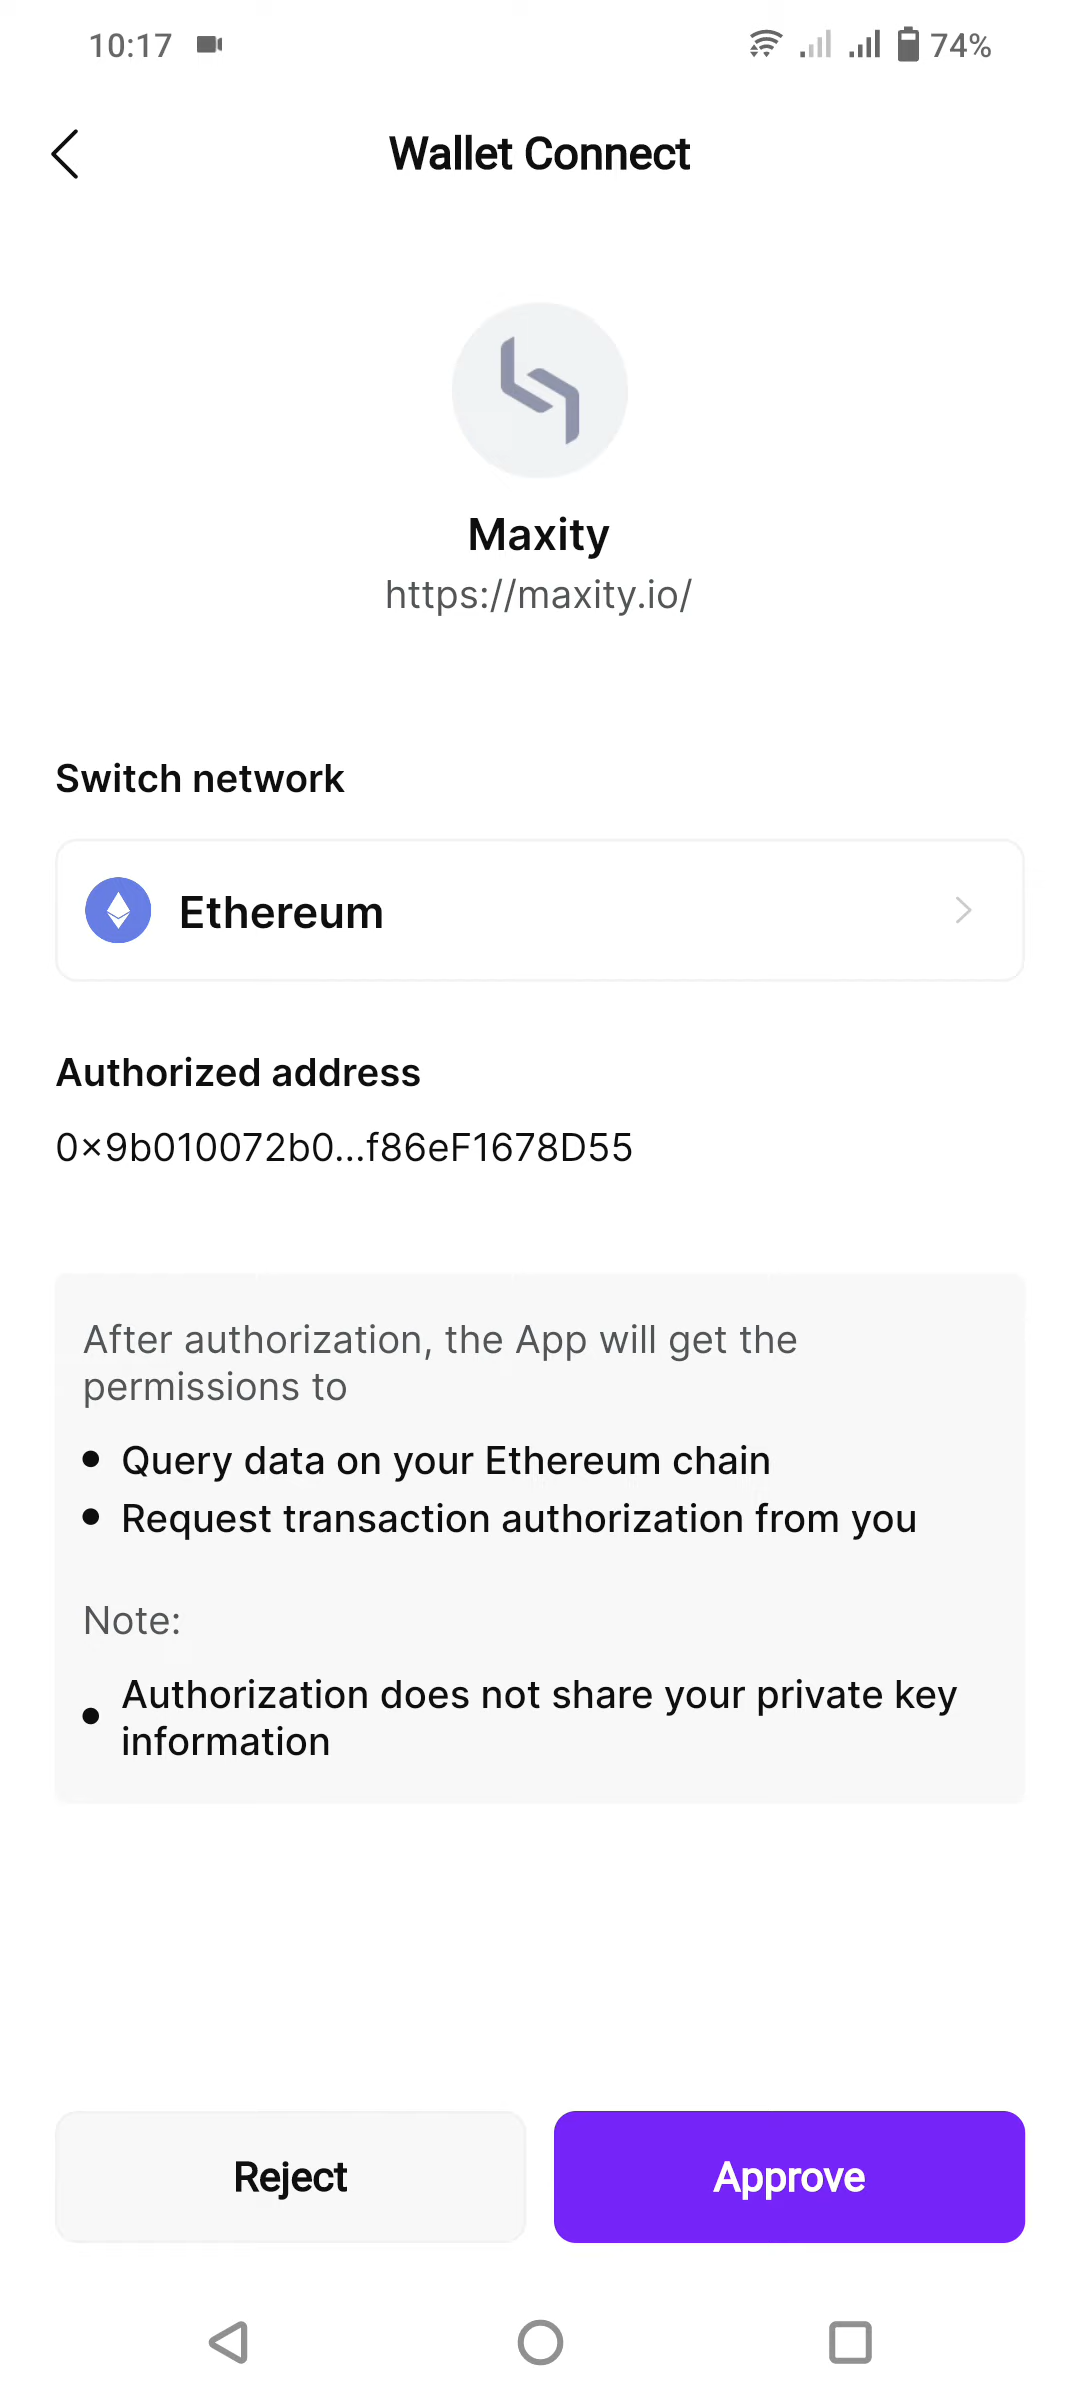 10:17
74%
Wallet Connect
Maxity
https://maxity.io/
Switch network
Ethereum
Authorized address
0×9b010072b0...f86eF1678D55
After authorization, the App will get the
permissions to
• Query data on your Ethereum chain
• Request transaction authorization from you
Note:
• Authorization does not share your private key
information
Reject
Approve